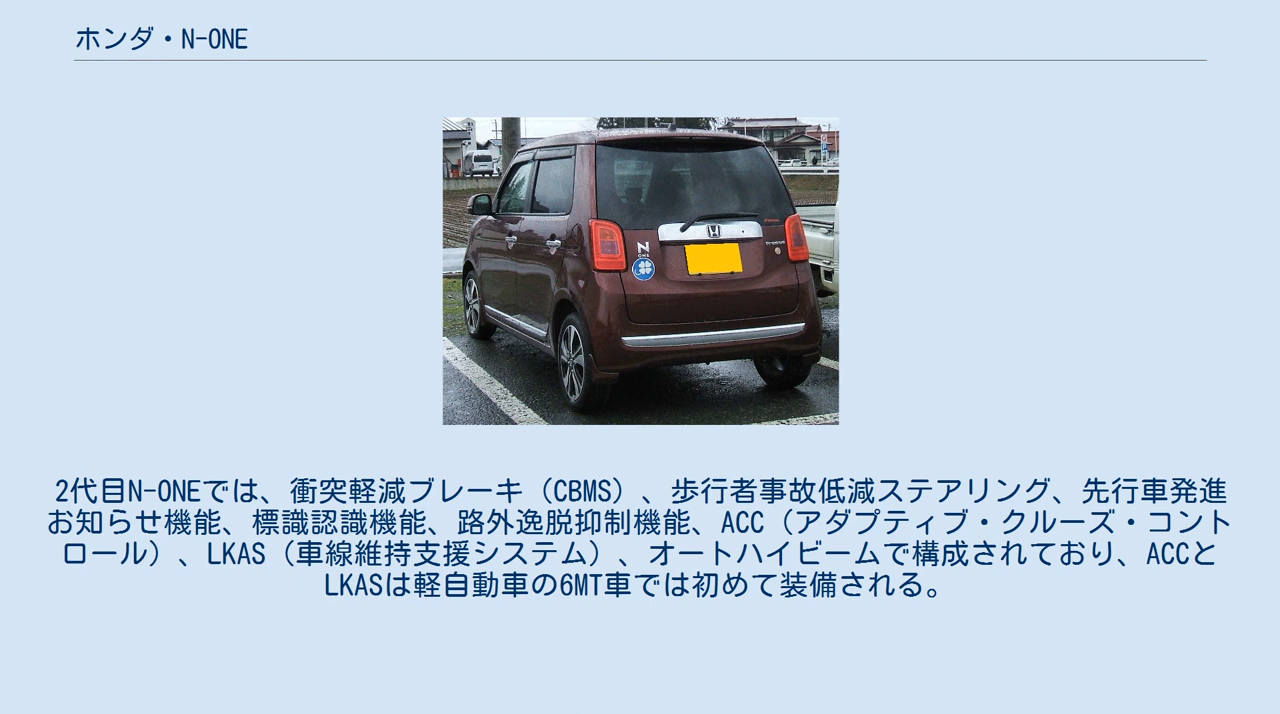 ホンダ・N-ONE
N
ONE
2代目N-ONEでは、衝突軽減ブレーキ（CBMS）、歩行者事故低減ステアリング、先行車発進
お知らせ機能、標識認識機能、路外逸脱抑制機能、ACC（アダプティブ・クルーズ・コント
ロール）、LKAS（車線維持支援システム）、オートハイビームで構成されており、ACCと
LKASは軽自動車の6MT車では初めて装備される。